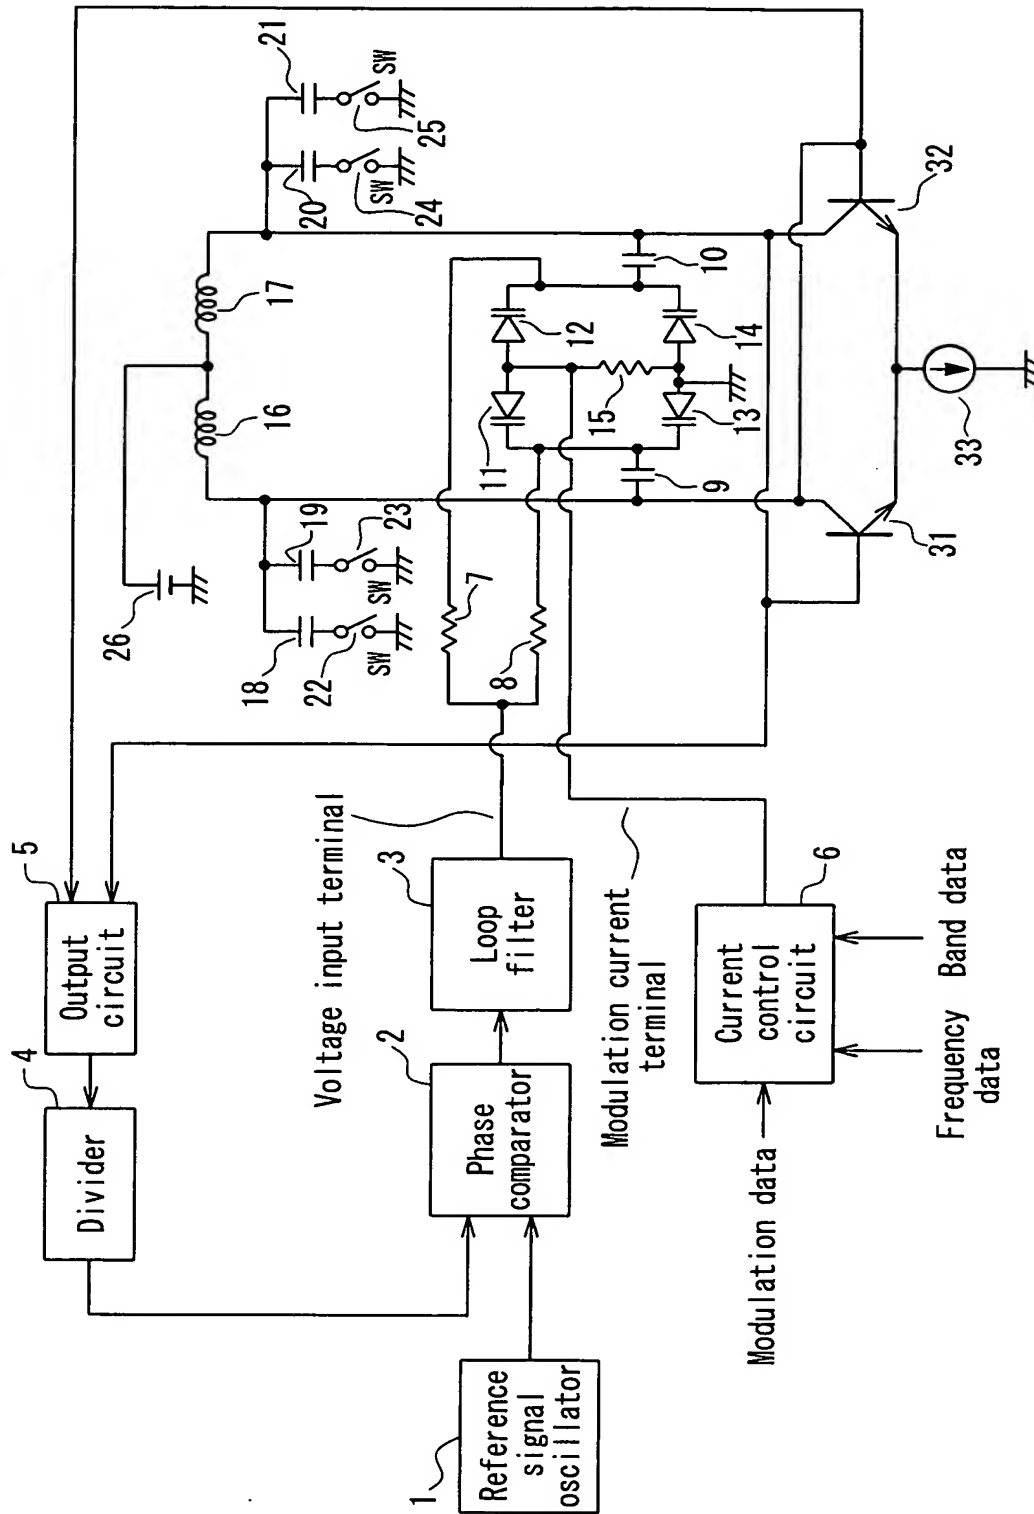 21
SW
25
20
SW
24
17
16
26
19
23
SW
18
22
SW
10
12
14
11
15
13
9
7
8
32
31
33
5
Output
circuit
4
Divider
Voltage input terminal
3
Loop
filter
2
Phase
comparator
1
Reference
signal
oscillator
Modulation current
terminal
6
Current
control
circuit
Modulation data
Frequency
data
Band data